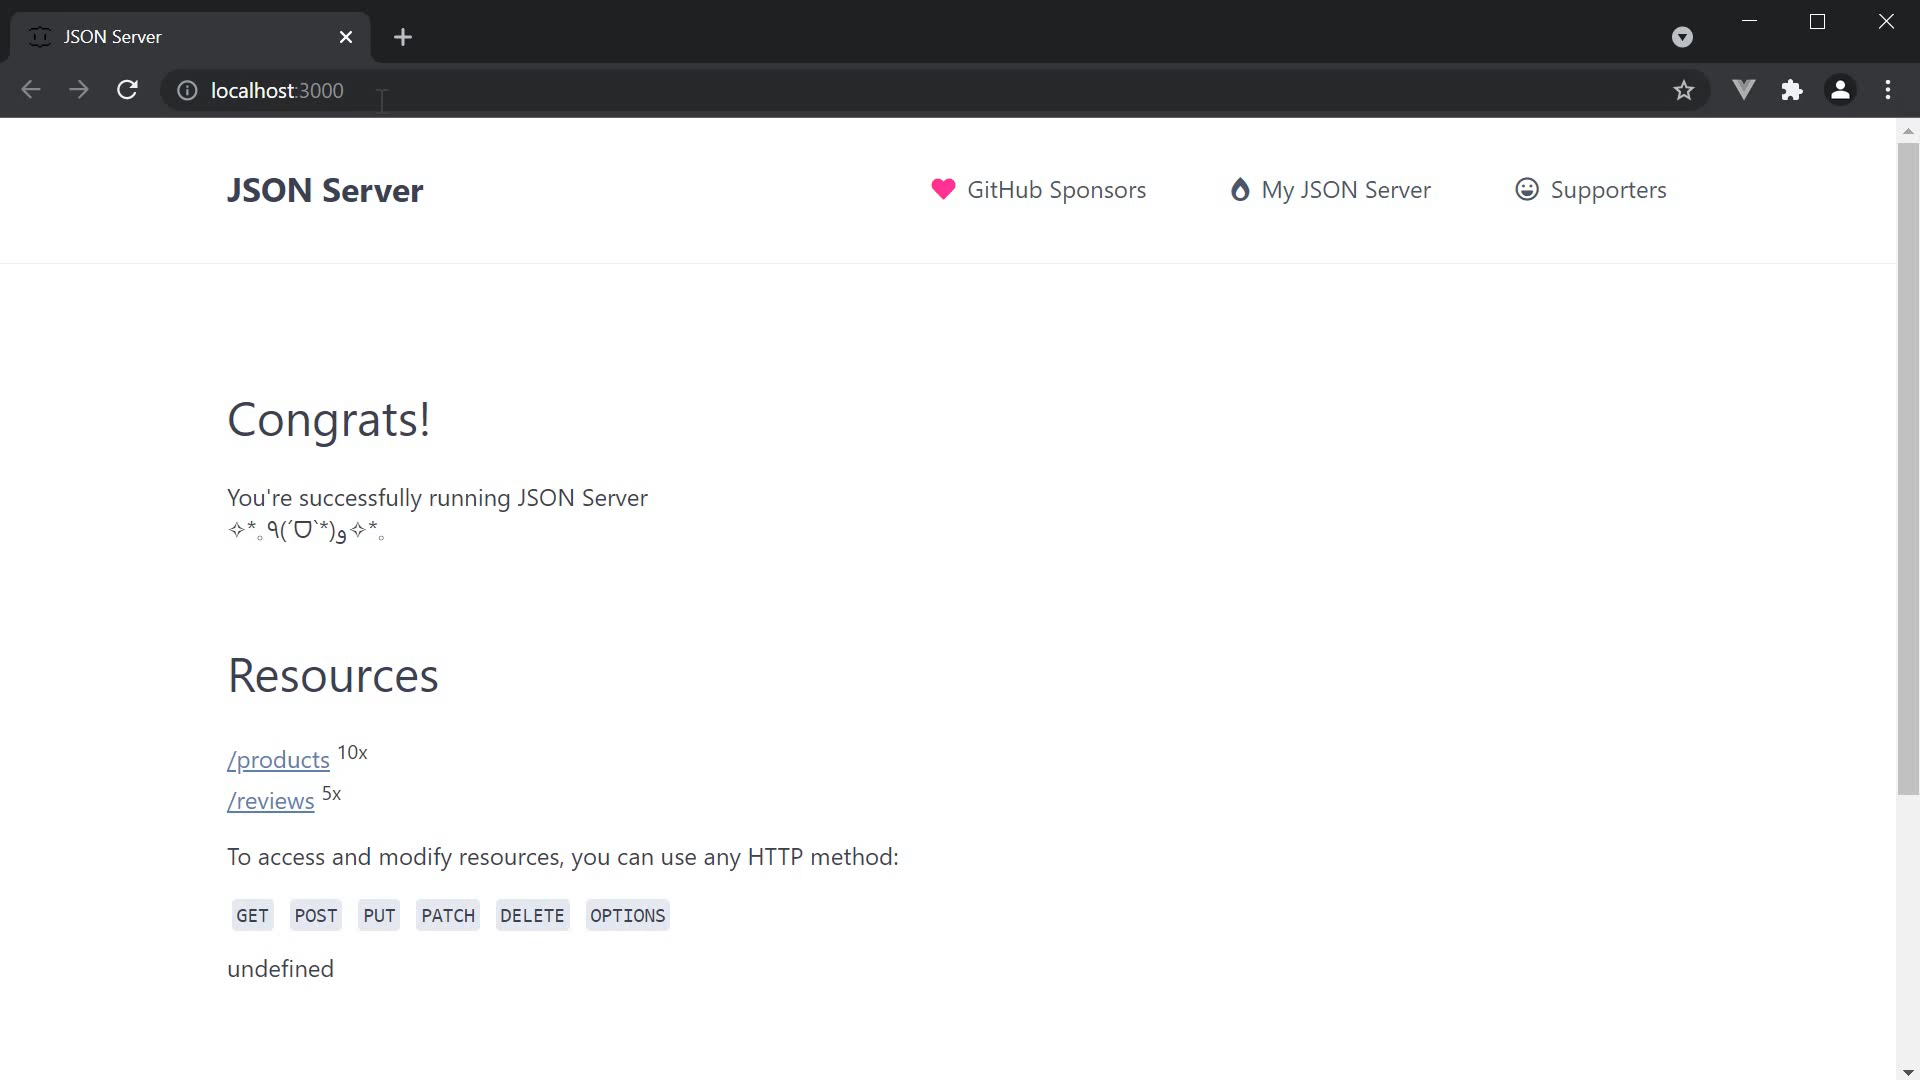 JSON Server
localhost:3000
JSON Server
GitHub Sponsors
My JSON Server
Supporters
Congrats!
You're successfully running JSON Server
✧*｡٩(ˊᗜˋ*)و✧*｡
Resources
/products 10x
/reviews 5x
To access and modify resources, you can use any HTTP method:
GET POST PUT PATCH DELETE OPTIONS
undefined